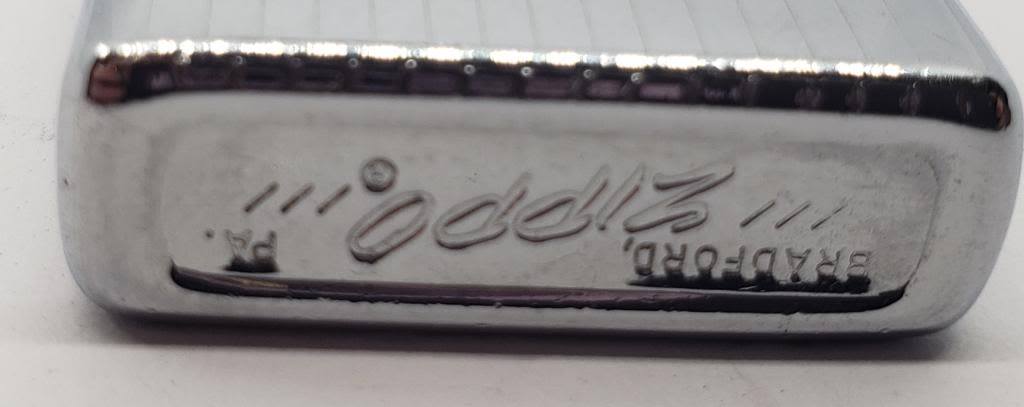 BRADFORD, PA.
/// ZIPPO® ///